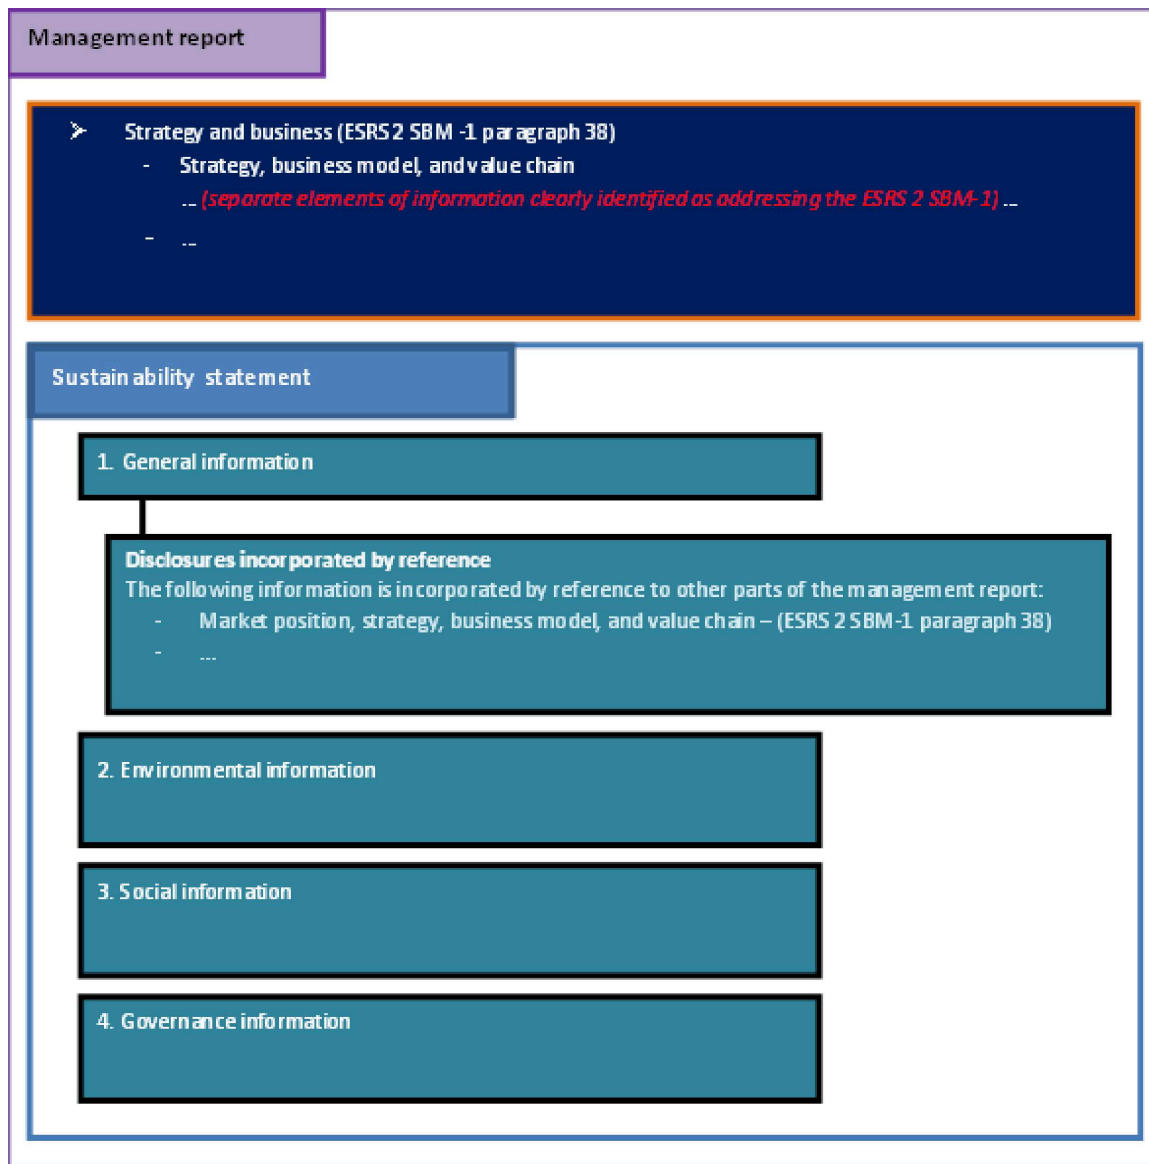 Management report
➤ Strategy and business (ESRS 2 SBM -1 paragraph 38)
- Strategy, business model, and value chain
... (separate elements of information clearly identified as addressing the ESRS 2 SBM-1) ...
- ...
Sustainability statement
1. General information
Disclosures incorporated by reference
The following information is incorporated by reference to other parts of the management report:
- Market position, strategy, business model, and value chain – (ESRS 2 SBM-1 paragraph 38)
- ...
2. Environmental information
3. Social information
4. Governance information